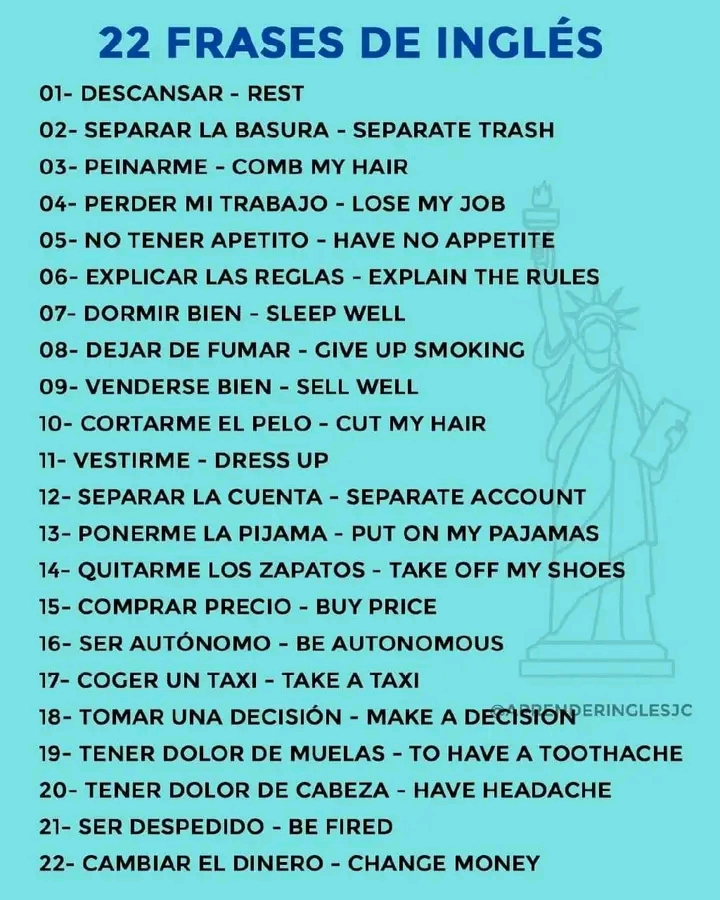 22 FRASES DE INGLÉS
01- DESCANSAR - REST
02- SEPARAR LA BASURA - SEPARATE TRASH
03- PEINARME - COMB MY HAIR
04- PERDER MI TRABAJO - LOSE MY JOB
05- NO TENER APETITO - HAVE NO APPETITE
06- EXPLICAR LAS REGLAS - EXPLAIN THE RULES
07- DORMIR BIEN - SLEEP WELL
08- DEJAR DE FUMAR - GIVE UP SMOKING
09- VENDERSE BIEN - SELL WELL
10- CORTARME EL PELO - CUT MY HAIR
11- VESTIRME - DRESS UP
12- SEPARAR LA CUENTA - SEPARATE ACCOUNT
13- PONERME LA PIJAMA - PUT ON MY PAJAMAS
14- QUITARME LOS ZAPATOS - TAKE OFF MY SHOES
15- COMPRAR PRECIO - BUY PRICE
16- SER AUTÓNOMO - BE AUTONOMOUS
17- COGER UN TAXI - TAKE A TAXI
18- TOMAR UNA DECISIÓN - MAKE A DECISION
@APRENDERINGLESJC
19- TENER DOLOR DE MUELAS - TO HAVE A TOOTHACHE
20- TENER DOLOR DE CABEZA - HAVE HEADACHE
21- SER DESPEDIDO - BE FIRED
22- CAMBIAR EL DINERO - CHANGE MONEY